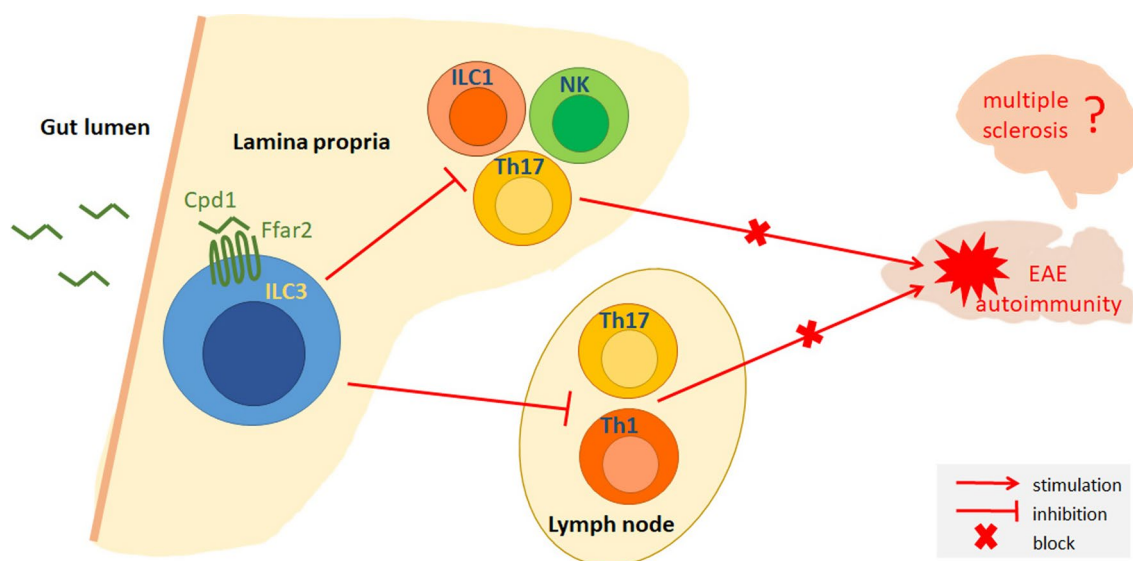 Gut lumen
Lamina propria
Cpd1
Ffar2
ILC3
ILC1
NK
Th17
Th17
Th1
Lymph node
multiple
sclerosis
?
EAE
autoimmunity
stimulation
inhibition
block